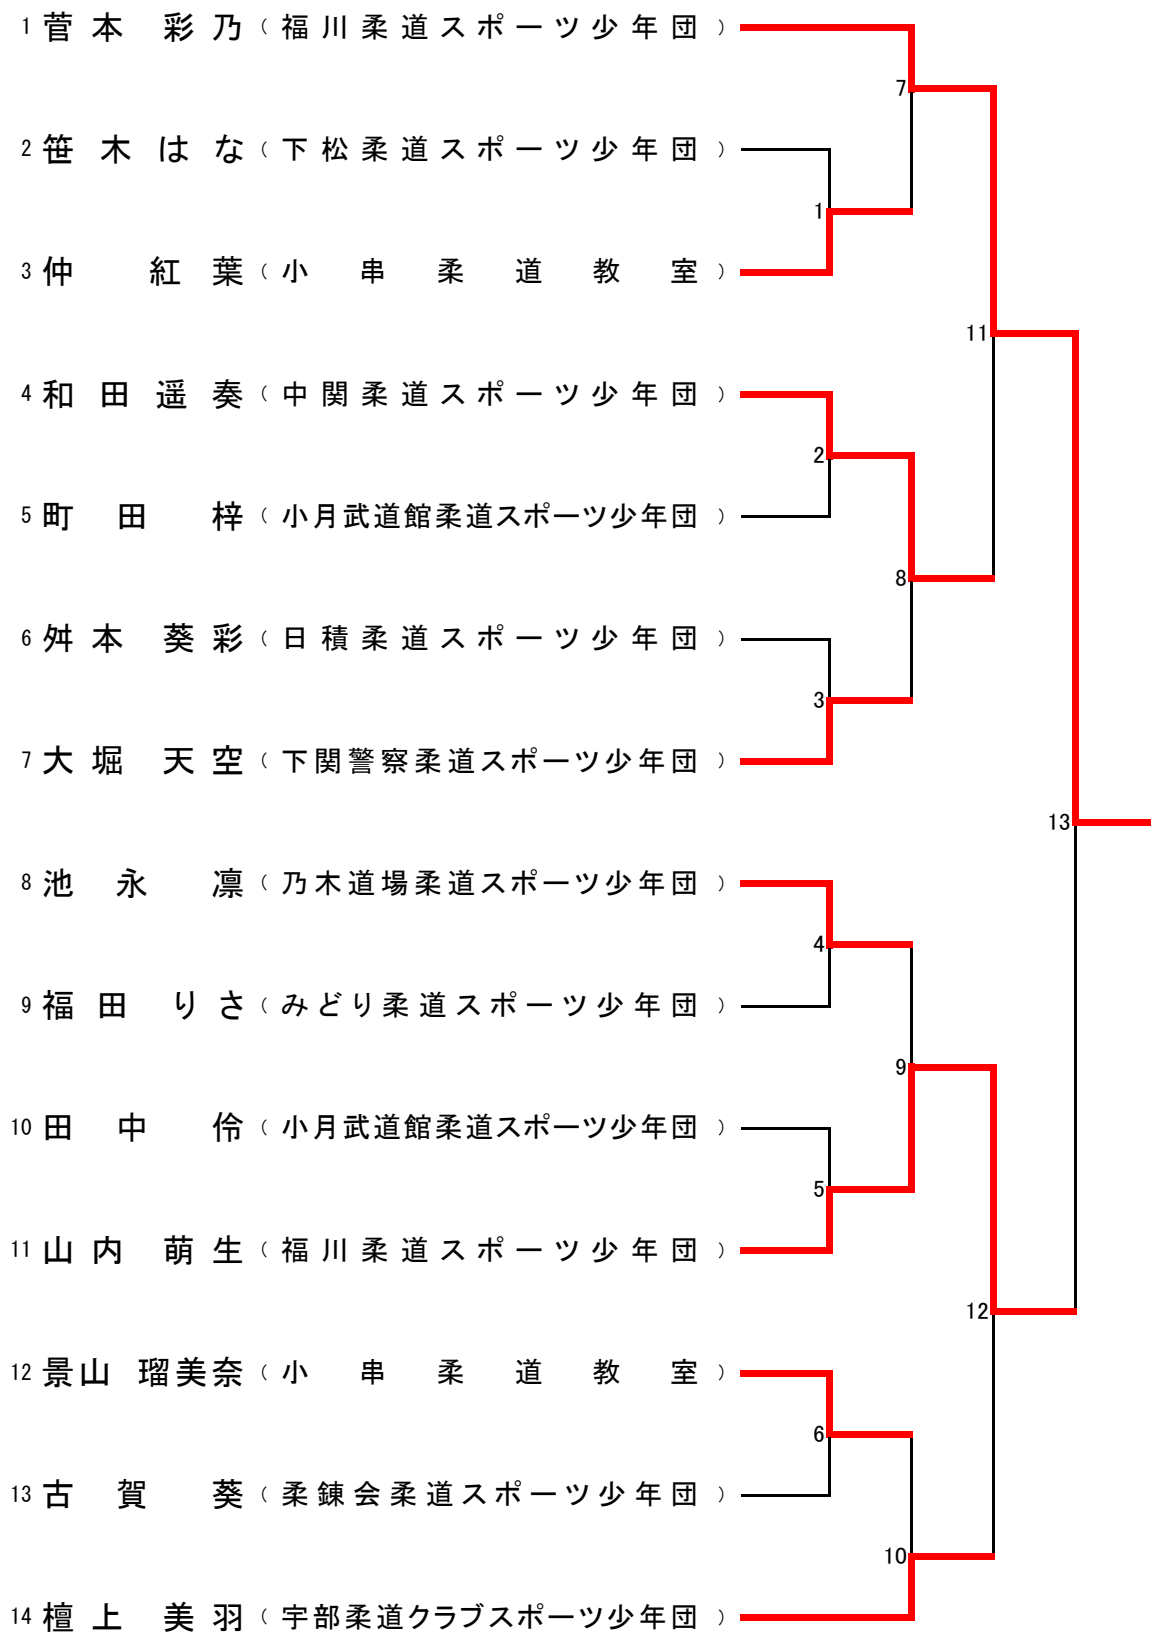 1 菅本 彩乃 （福川柔道スポーツ少年団）
7
2 笹木はな （下松柔道スポーツ少年団）
1
3 仲 紅葉 （小串柔道教室）
11
4 和田遥奏 （中関柔道スポーツ少年団）
2
5 町田 梓 （小月武道館柔道スポーツ少年団）
8
6 舛本 葵彩 （日積柔道スポーツ少年団）
3
7 大堀 天空 （下関警察柔道スポーツ少年団）
13
8 池永 凛 （乃木道場柔道スポーツ少年団）
4
9 福田 りさ （みどり柔道スポーツ少年団）
9
10 田中 伶 （小月武道館柔道スポーツ少年団）
5
11 山内 萌生 （福川柔道スポーツ少年団）
12
12 景山 瑠美奈 （小串柔道教室）
6
13 古賀 葵 （柔錬会柔道スポーツ少年団）
10
14 檀上 美羽 （宇部柔道クラブスポーツ少年団）